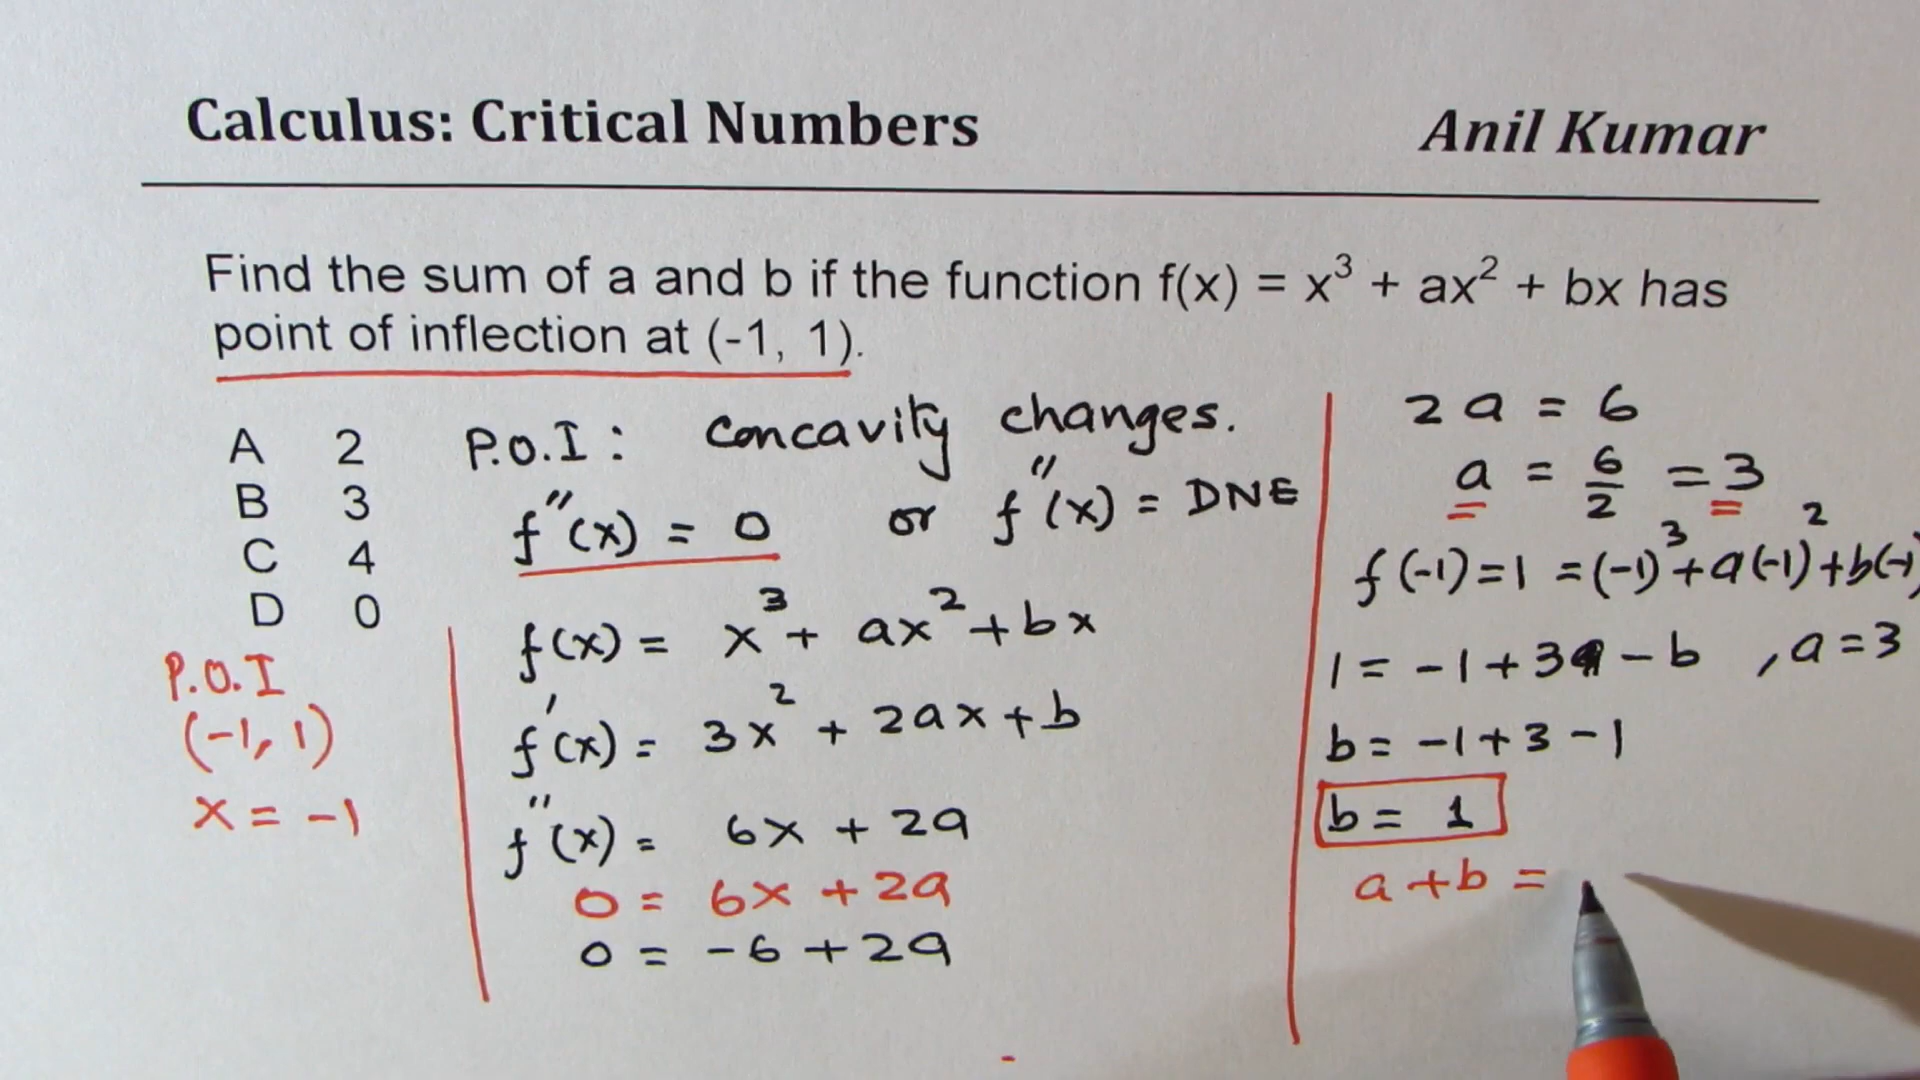 Calculus: Critical Numbers Anil Kumar
Find the sum of a and b if the function f(x) = x³ + ax² + bx has
point of inflection at (-1, 1).
A 2
B 3
C 4
D 0
P.O.I
(-1, 1)
x = -1
P.O.I : concavity changes.
f"(x) = 0 or f"(x) = DNE
f(x) = x³ + ax² + bx
f'(x) = 3x² + 2ax + b
f"(x) = 6x + 2a
0 = 6x + 2a
0 = -6 + 2a
2a = 6
a = 6/2 = 3
f(-1) = 1 = (-1)³ + a(-1)² + b(-1)
1 = -1 + 3 - b , a = 3
b = -1 + 3 - 1
b = 1
a + b =